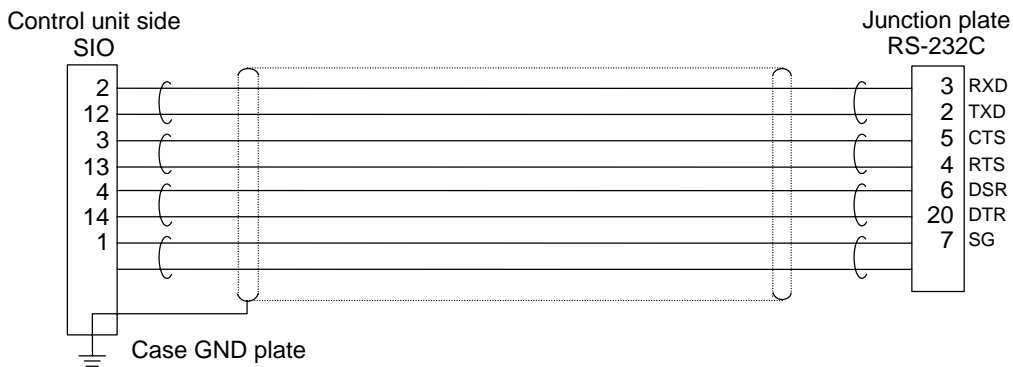 Control unit side
SIO
Junction plate
RS-232C
2 3 RXD
12 2 TXD
3 5 CTS
13 4 RTS
4 6 DSR
14 20 DTR
1 7 SG
Case GND plate